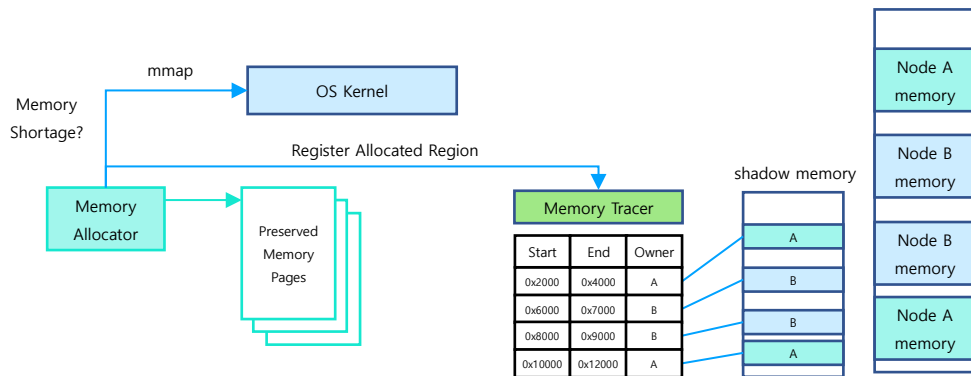 mmap
OS Kernel
Memory
Shortage?
Register Allocated Region
Memory
Allocator
Preserved
Memory
Pages
Memory Tracer
Start End Owner
0x2000 0x4000 A
0x6000 0x7000 B
0x8000 0x9000 B
0x10000 0x12000 A
shadow memory
A
B
B
A
Node A
memory
Node B
memory
Node B
memory
Node A
memory